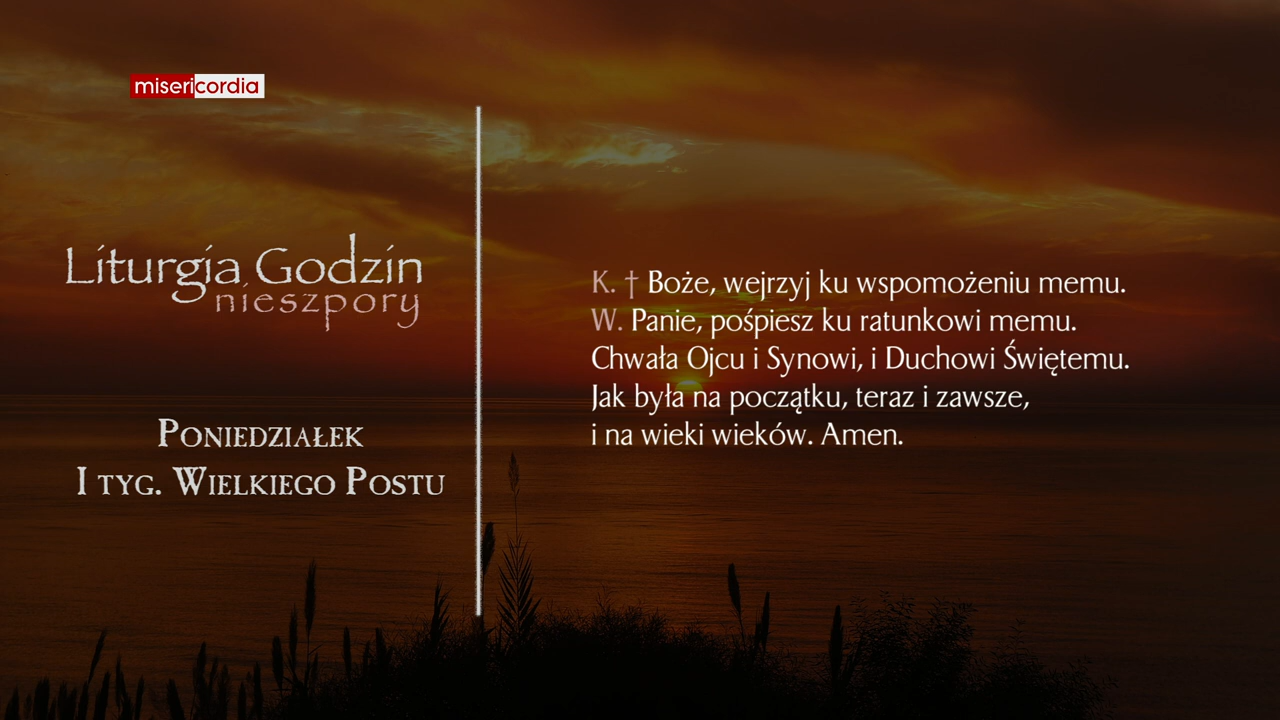 misericordia
Liturgia Godzin
nieszpory
Poniedziałek
I tyg. Wielkiego Postu
K. † Boże, wejrzyj ku wspomożeniu memu.
W. Panie, pośpiesz ku ratunkowi memu.
Chwała Ojcu i Synowi, i Duchowi Świętemu.
Jak była na początku, teraz i zawsze,
i na wieki wieków. Amen.